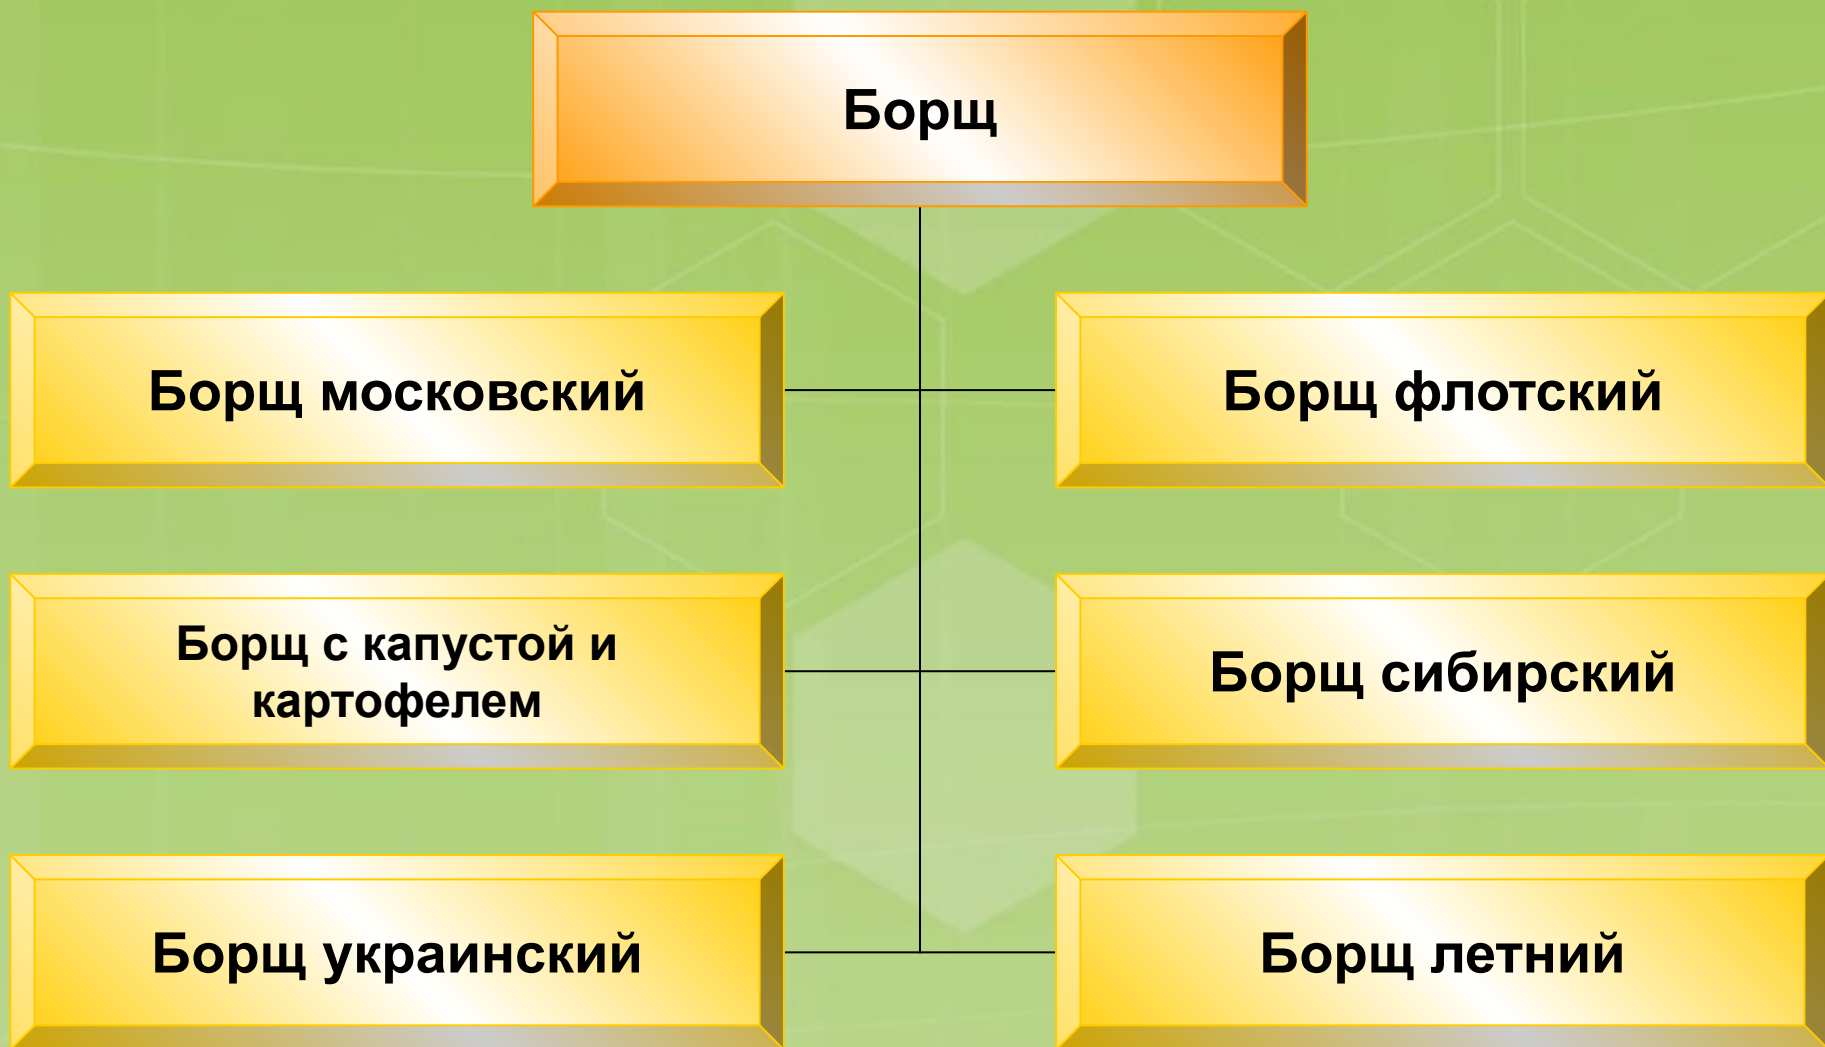 Борщ
Борщ московский
Борщ флотский
Борщ с капустой и
картофелем
Борщ сибирский
Борщ украинский
Борщ летний